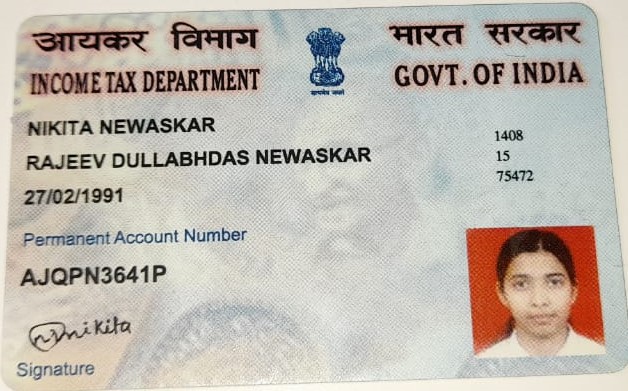 आयकर विभाग
भारत सरकार
INCOME TAX DEPARTMENT
GOVT. OF INDIA
सत्यमेव जयते
NIKITA NEWASKAR
RAJEEV DULLABHDAS NEWASKAR
27/02/1991
1408
15
75472
Permanent Account Number
AJQPN3641P
Nikita
Signature